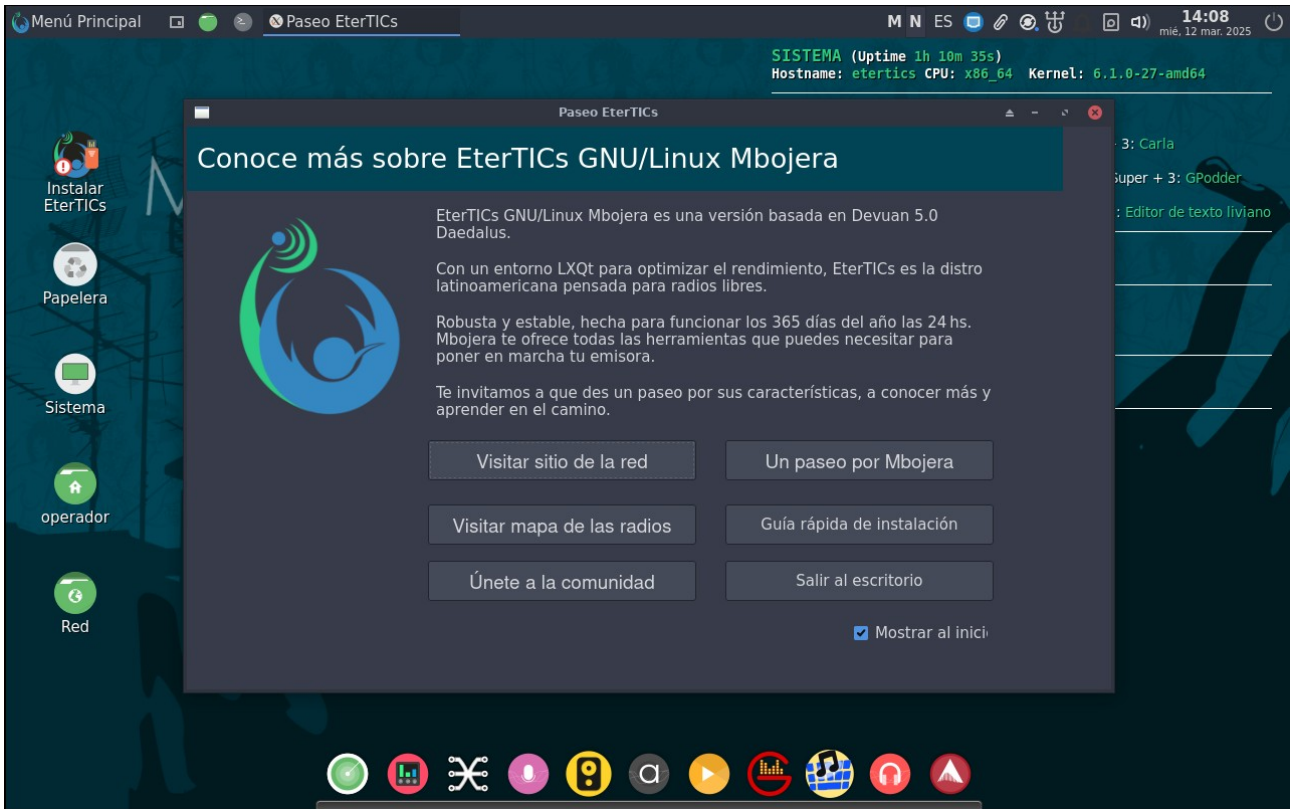 Menú Principal
Paseo EterTICs
M N ES
14:08
mié, 12 mar. 2025
SISTEMA (Uptime 1h 10m 35s)
Hostname: etertics CPU: x86_64 Kernel: 6.1.0-27-amd64
Paseo EterTICs
Conoce más sobre EterTICs GNU/Linux Mbojera
3: Carla
Super + 3: GPodder
: Editor de texto liviano
Instalar
EterTICs
Papelera
Sistema
operador
Red
EterTICs GNU/Linux Mbojera es una versión basada en Devuan 5.0
Daedalus.
Con un entorno LXQt para optimizar el rendimiento, EterTICs es la distro
latinoamericana pensada para radios libres.
Robusta y estable, hecha para funcionar los 365 días del año las 24 hs.
Mbojera te ofrece todas las herramientas que puedes necesitar para
poner en marcha tu emisora.
Te invitamos a que des un paseo por sus características, a conocer más y
aprender en el camino.
Visitar sitio de la red
Un paseo por Mbojera
Visitar mapa de las radios
Guía rápida de instalación
Únete a la comunidad
Salir al escritorio
Mostrar al inici